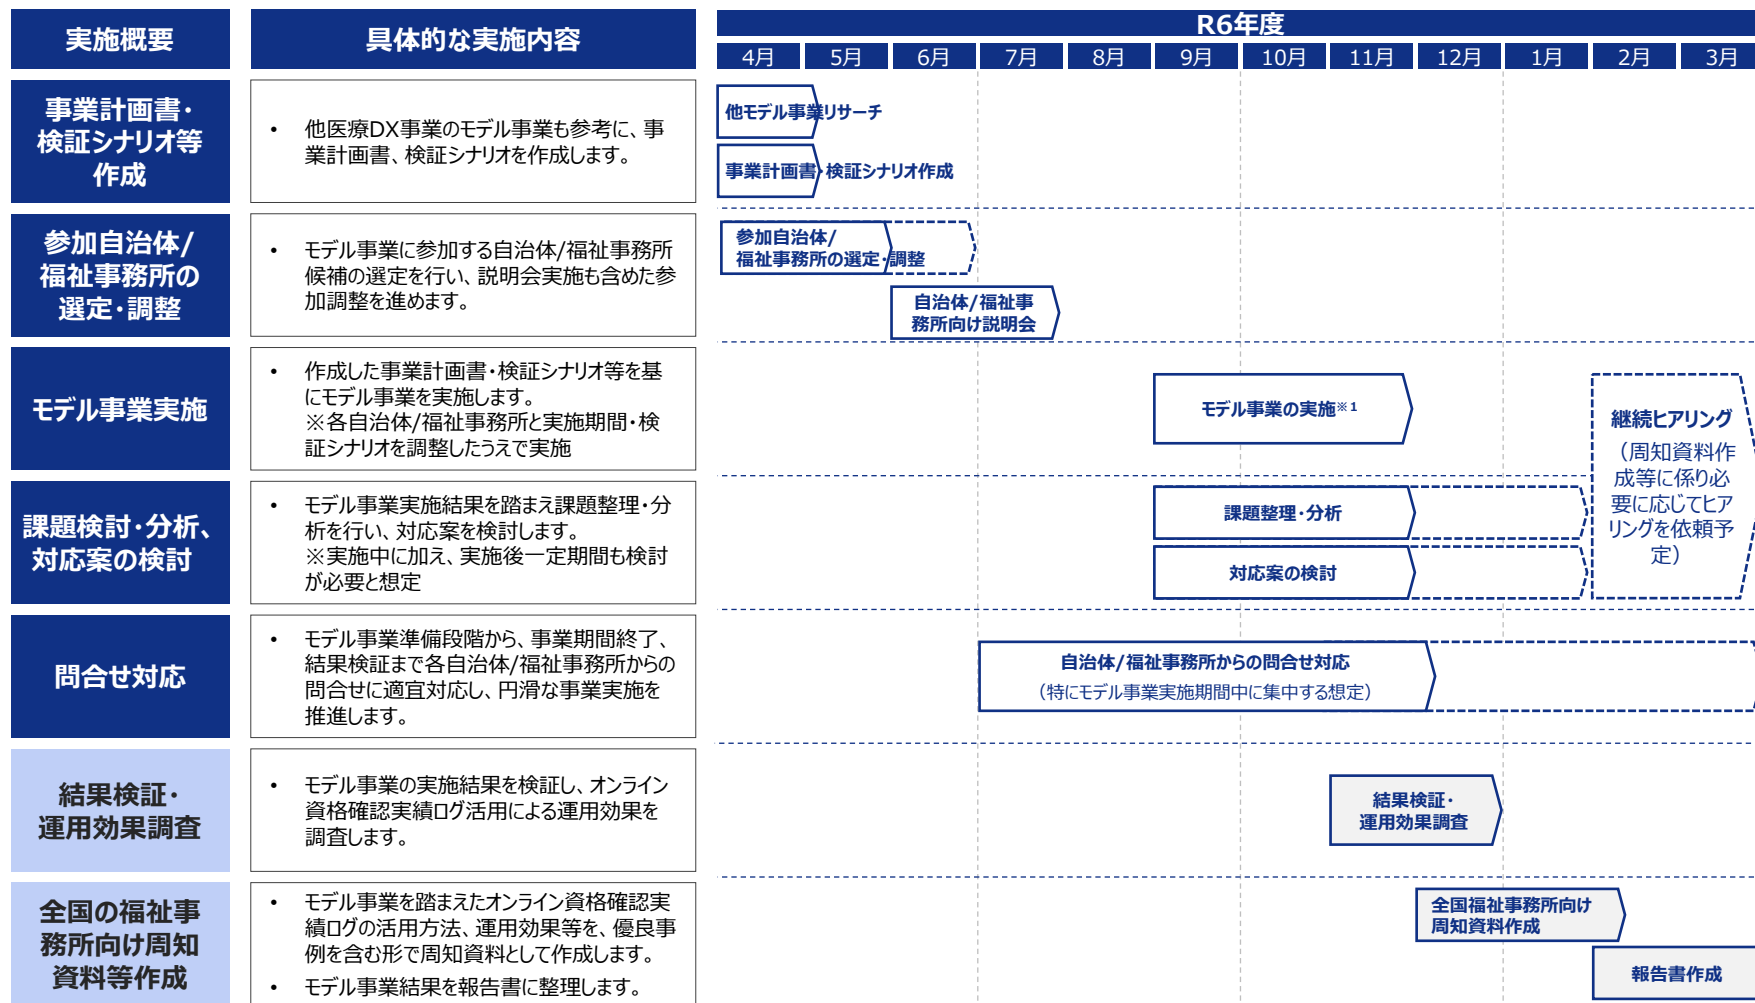 実施概要
具体的な実施内容
R6年度
4月 5月 6月 7月 8月 9月 10月 11月 12月 1月 2月 3月
事業計画書・
検証シナリオ等
作成
• 他医療DX事業のモデル事業も参考に、事
業計画書、検証シナリオを作成します。
他モデル事業リサーチ
事業計画書・検証シナリオ作成
参加自治体/
福祉事務所の
選定・調整
• モデル事業に参加する自治体/福祉事務所
候補の選定を行い、説明会実施も含めた参
加調整を進めます。
参加自治体/
福祉事務所の選定・調整
自治体/福祉事
務所向け説明会
モデル事業実施
• 作成した事業計画書・検証シナリオ等を基
にモデル事業を実施します。
※各自治体/福祉事務所と実施期間・検
証シナリオを調整したうえで実施
モデル事業の実施※1
継続ヒアリング
（周知資料作
成等に係り必
要に応じてヒア
リングを依頼予
定）
課題検討・分析、
対応案の検討
• モデル事業実施結果を踏まえ課題整理・分
析を行い、対応案を検討します。
※実施中に加え、実施後一定期間も検討
が必要と想定
課題整理・分析
対応案の検討
問合せ対応
• モデル事業準備段階から、事業期間終了、
結果検証まで各自治体/福祉事務所からの
問合せに適宜対応し、円滑な事業実施を
推進します。
自治体/福祉事務所からの問合せ対応
（特にモデル事業実施期間中に集中する想定）
結果検証・
運用効果調査
• モデル事業の実施結果を検証し、オンライン
資格確認実績ログ活用による運用効果を
調査します。
結果検証・
運用効果調査
全国の福祉事
務所向け周知
資料等作成
• モデル事業を踏まえたオンライン資格確認実
績ログの活用方法、運用効果等を、優良事
例を含む形で周知資料として作成します。
• モデル事業結果を報告書に整理します。
全国福祉事務所向け
周知資料作成
報告書作成